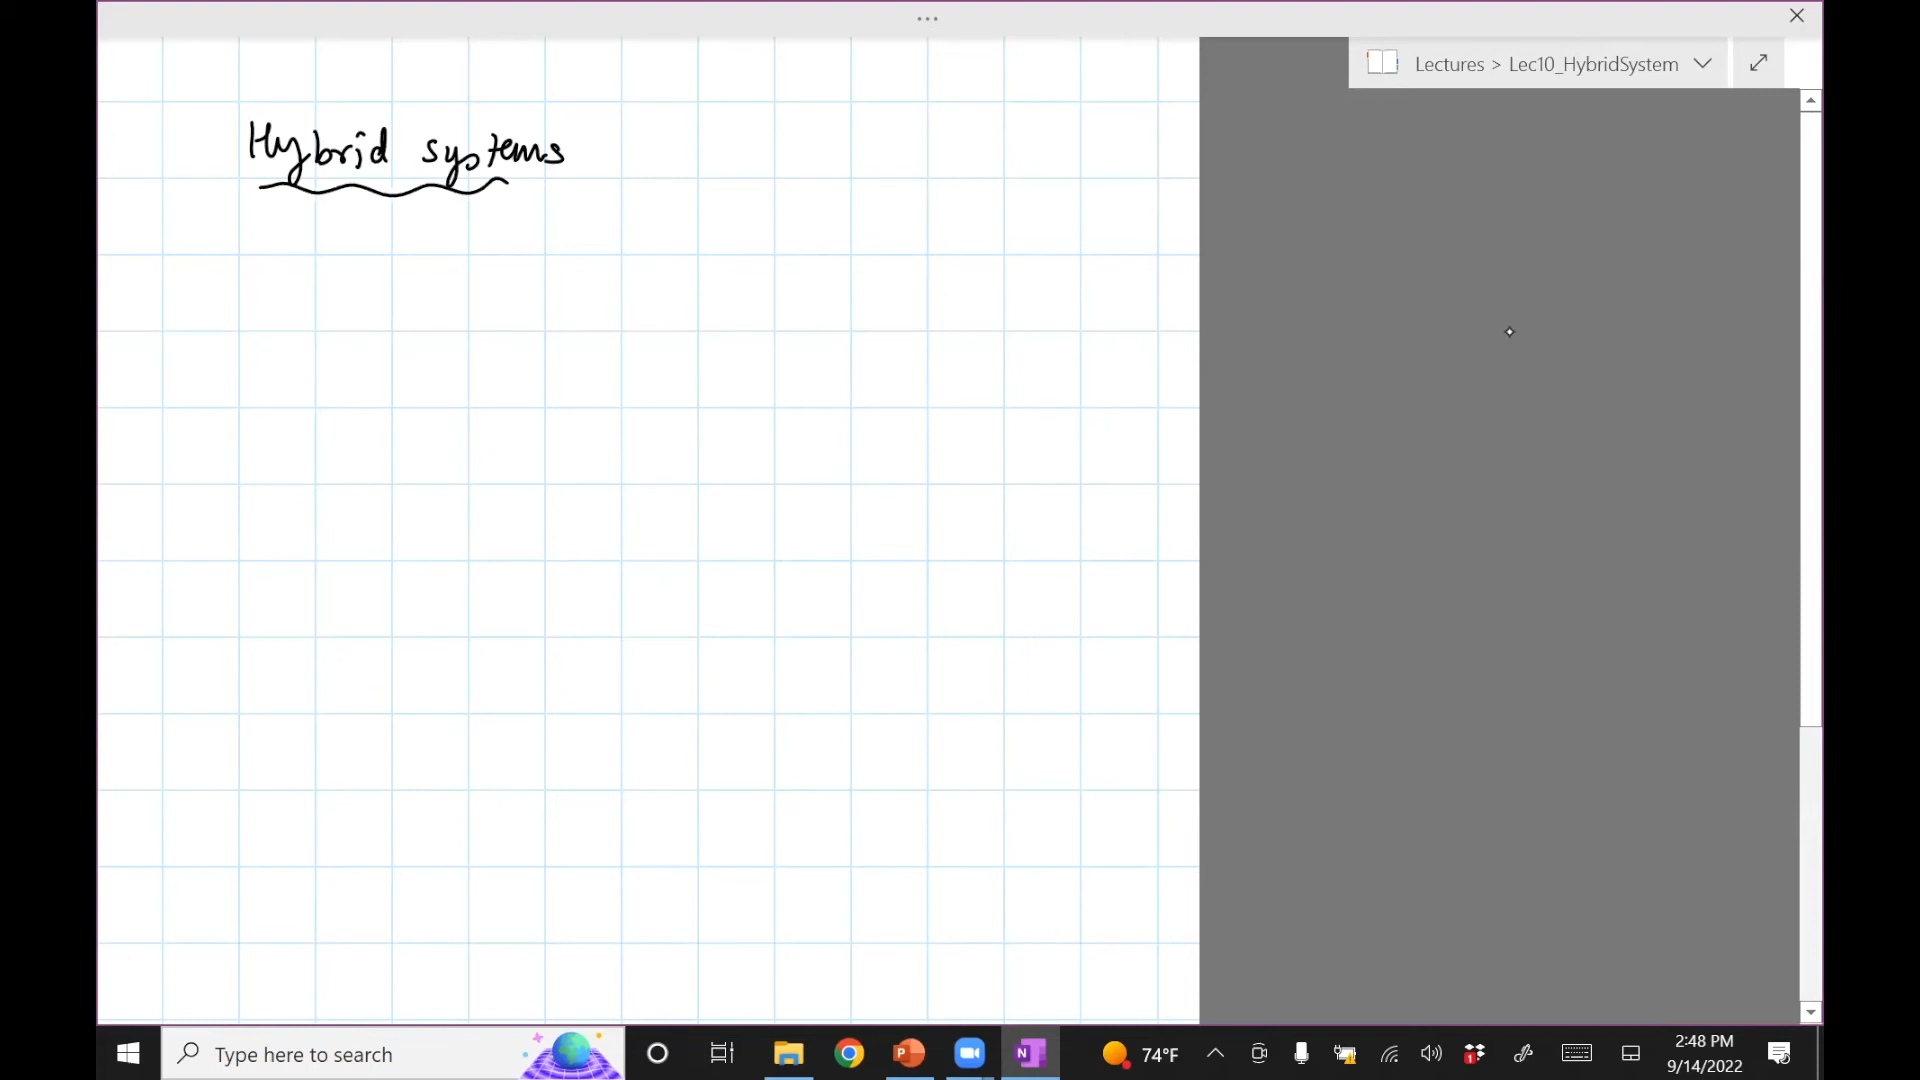 Lectures > Lec10_HybridSystem
Hybrid systems
Type here to search
74°F
2:48 PM
9/14/2022